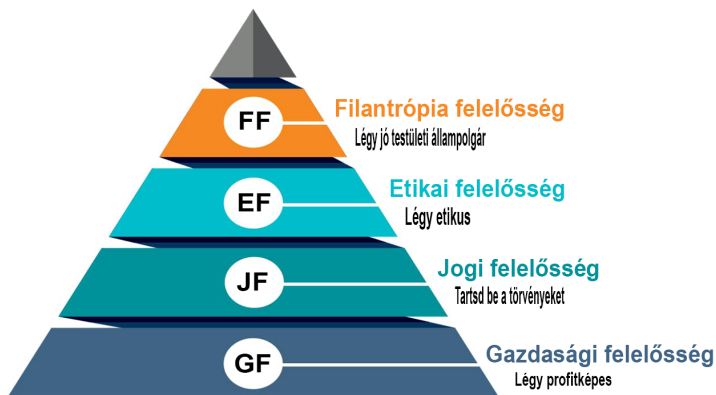 FF
Filantrópia felelősség
Légy jó testületi állampolgár
EF
Etikai felelősség
Légy etikus
JF
Jogi felelősség
Tartsd be a törvényeket
GF
Gazdasági felelősség
Légy profitképes